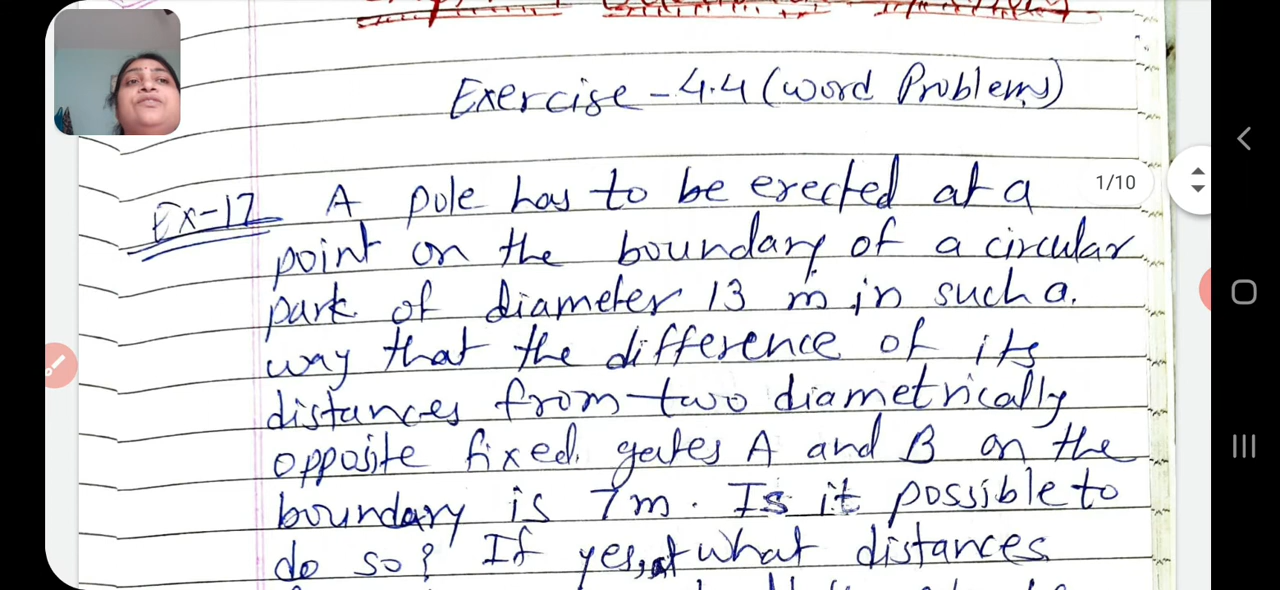 Exercise - 4.4 (Word Problems)
1/10
Ex-17 A pole has to be erected at a
point on the boundary of a circular
park of diameter 13 m in such a.
way that the difference of its
distances from two diametrically
opposite fixed gates A and B on the
boundary is 7m. Is it possible to
do so? If yes, at what distances